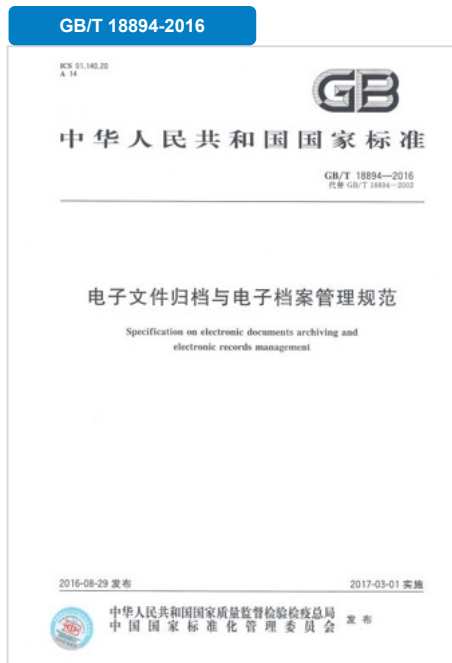 GB/T 18894-2016
ICS 01.140.20
A 14
GB
中华人民共和国国家标准
GB/T 18894—2016
代替 GB/T 18894—2002
电子文件归档与电子档案管理规范
Specification on electronic documents archiving and
electronic records management
2016-08-29 发布
2017-03-01 实施
中华人民共和国国家质量监督检验检疫总局
中国国家标准化管理委员会
发布